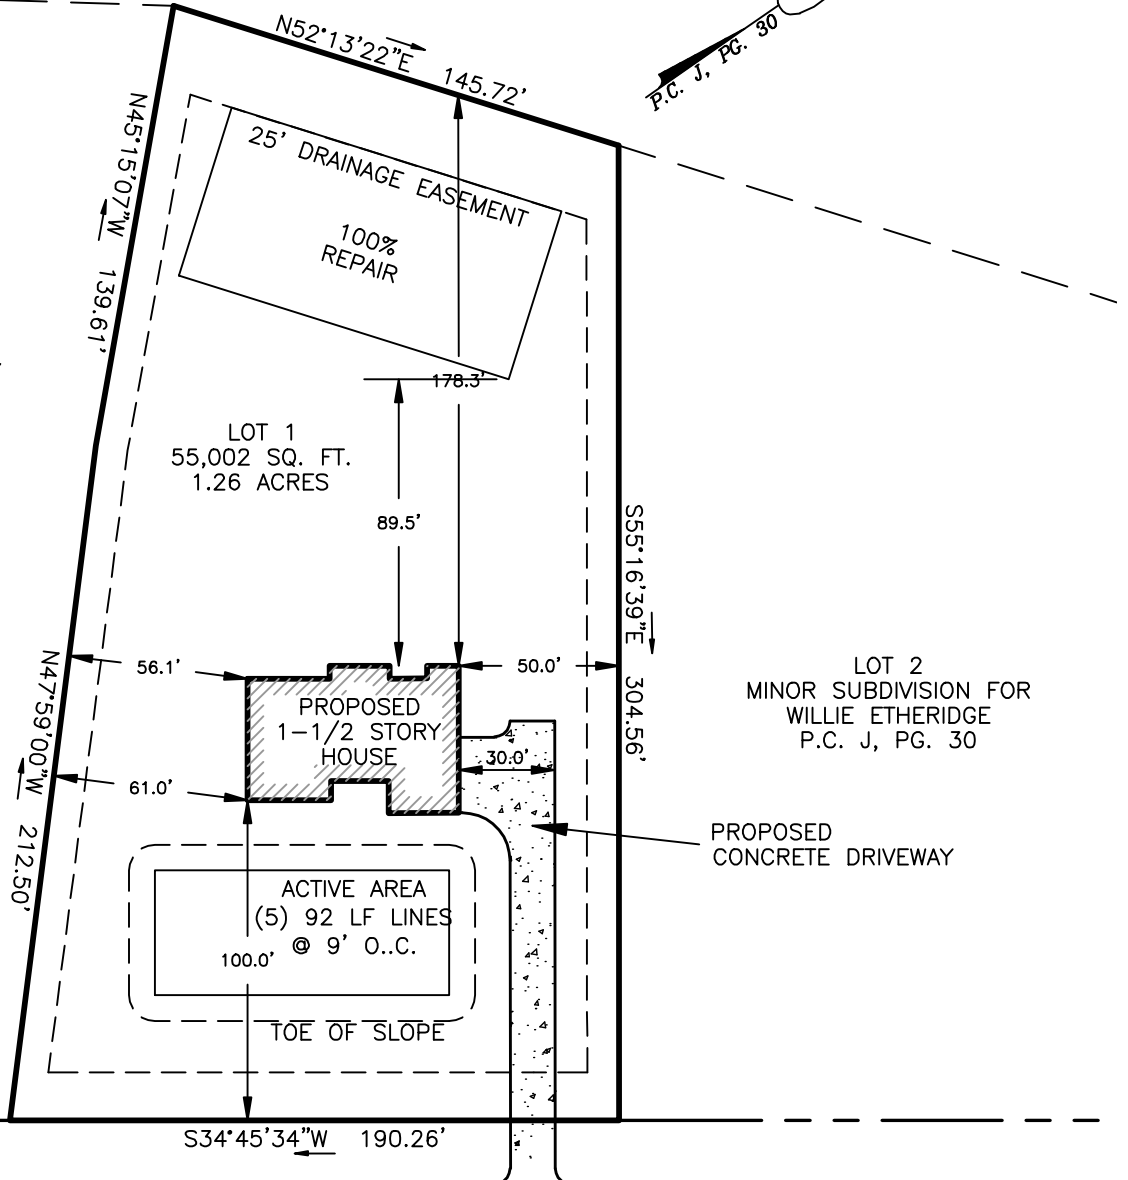 N52°13'22"E 145.72'
P.C. J, PG. 30
N45°15'07"W 139.61'
25' DRAINAGE EASEMENT
100%
REPAIR
178.3'
LOT 1
55,002 SQ. FT.
1.26 ACRES
89.5'
S55°16'39"E 304.56'
N47°59'00"W 212.50'
56.1'
50.0'
LOT 2
MINOR SUBDIVISION FOR
WILLIE ETHERIDGE
P.C. J, PG. 30
PROPOSED
1-1/2 STORY
HOUSE
30.0'
61.0'
PROPOSED
CONCRETE DRIVEWAY
ACTIVE AREA
(5) 92 LF LINES
@ 9' O..C.
100.0'
TOE OF SLOPE
S34°45'34"W 190.26'